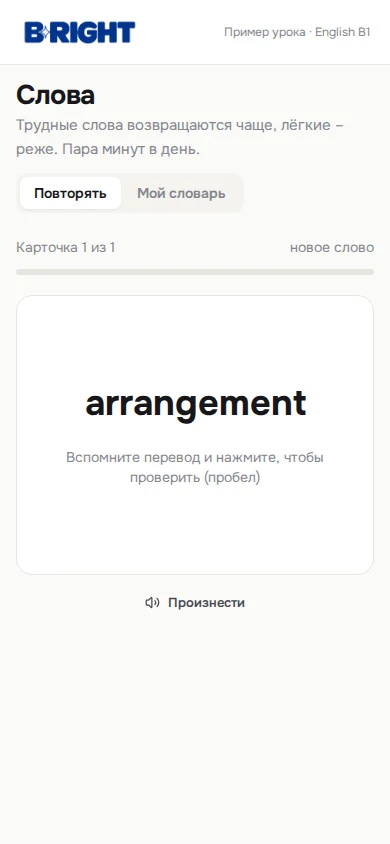 BRIGHT
Пример урока · English B1
Слова
Трудные слова возвращаются чаще, лёгкие –
реже. Пара минут в день.
Повторять
Мой словарь
Карточка 1 из 1
новое слово
arrangement
Вспомните перевод и нажмите, чтобы
проверить (пробел)
Произнести